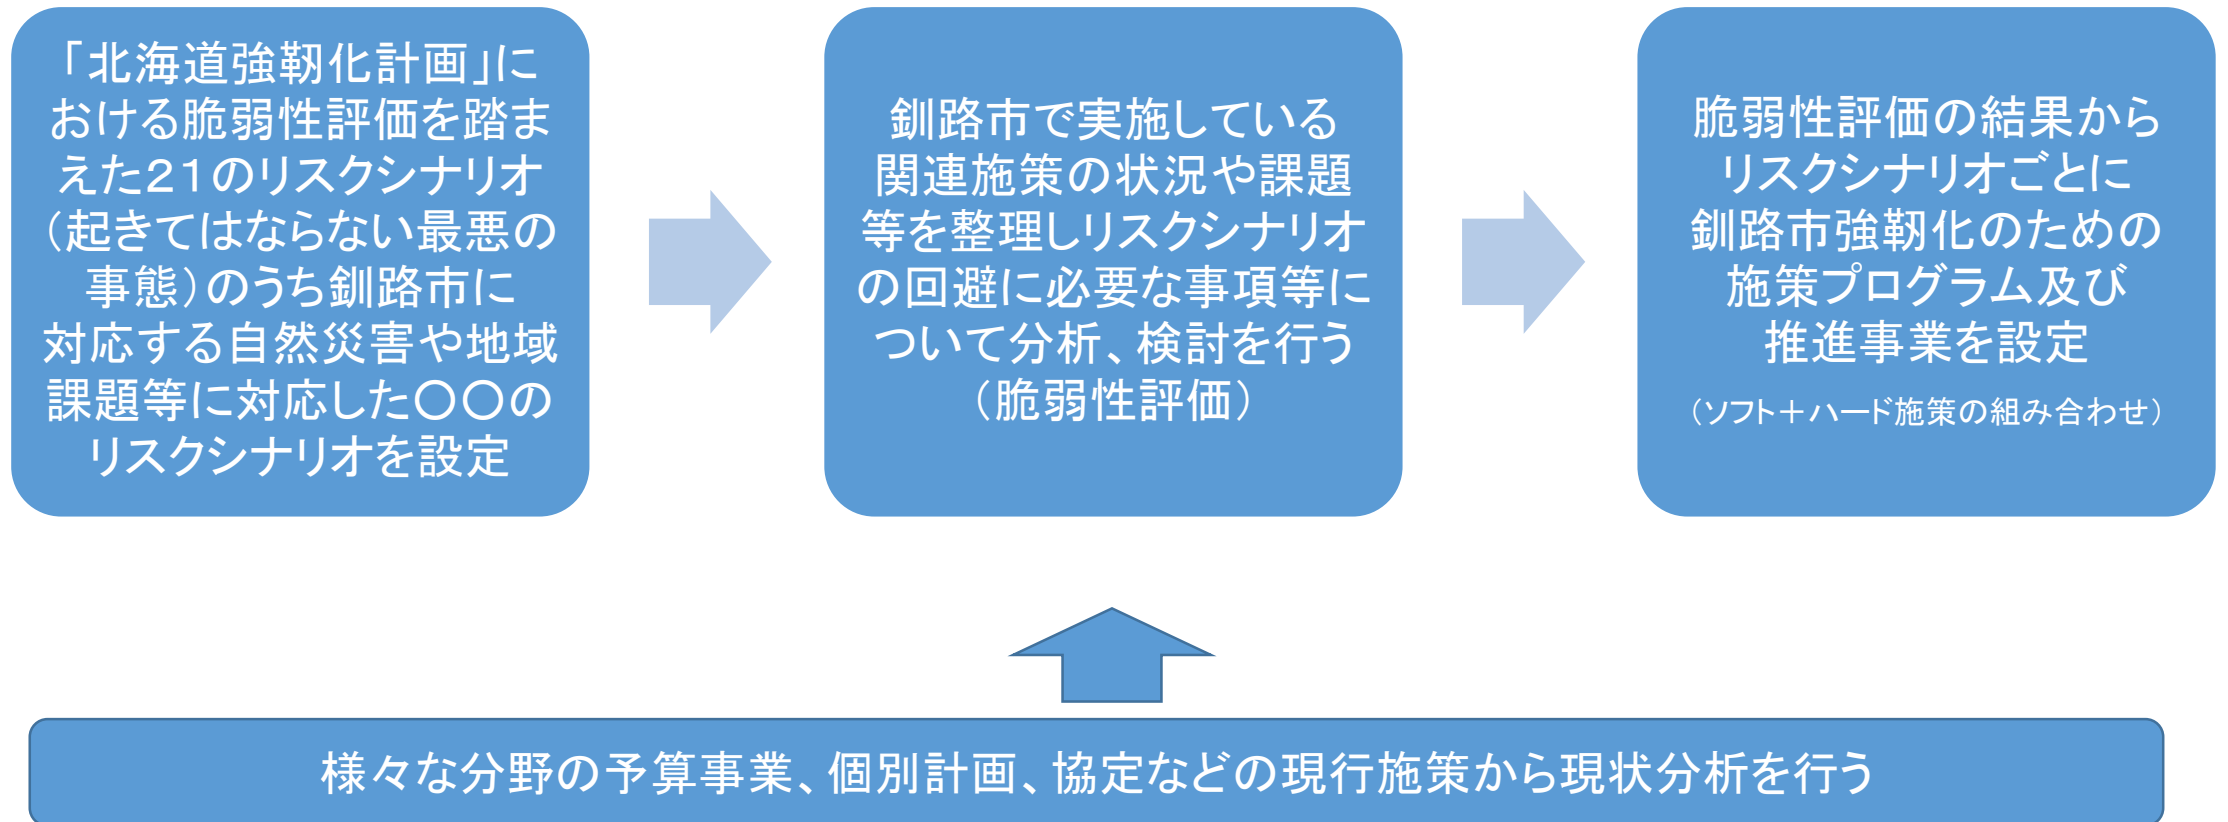 「北海道強靭化計画」に
おける脆弱性評価を踏ま
えた２１のリスクシナリオ
（起きてはならない最悪の
事態）のうち釧路市に
対応する自然災害や地域
課題等に対応した〇〇の
リスクシナリオを設定
釧路市で実施している
関連施策の状況や課題
等を整理しリスクシナリオ
の回避に必要な事項等に
ついて分析、検討を行う
（脆弱性評価）
脆弱性評価の結果から
リスクシナリオごとに
釧路市強靭化のための
施策プログラム及び
推進事業を設定
（ソフト＋ハード施策の組み合わせ）
様々な分野の予算事業、個別計画、協定などの現行施策から現状分析を行う